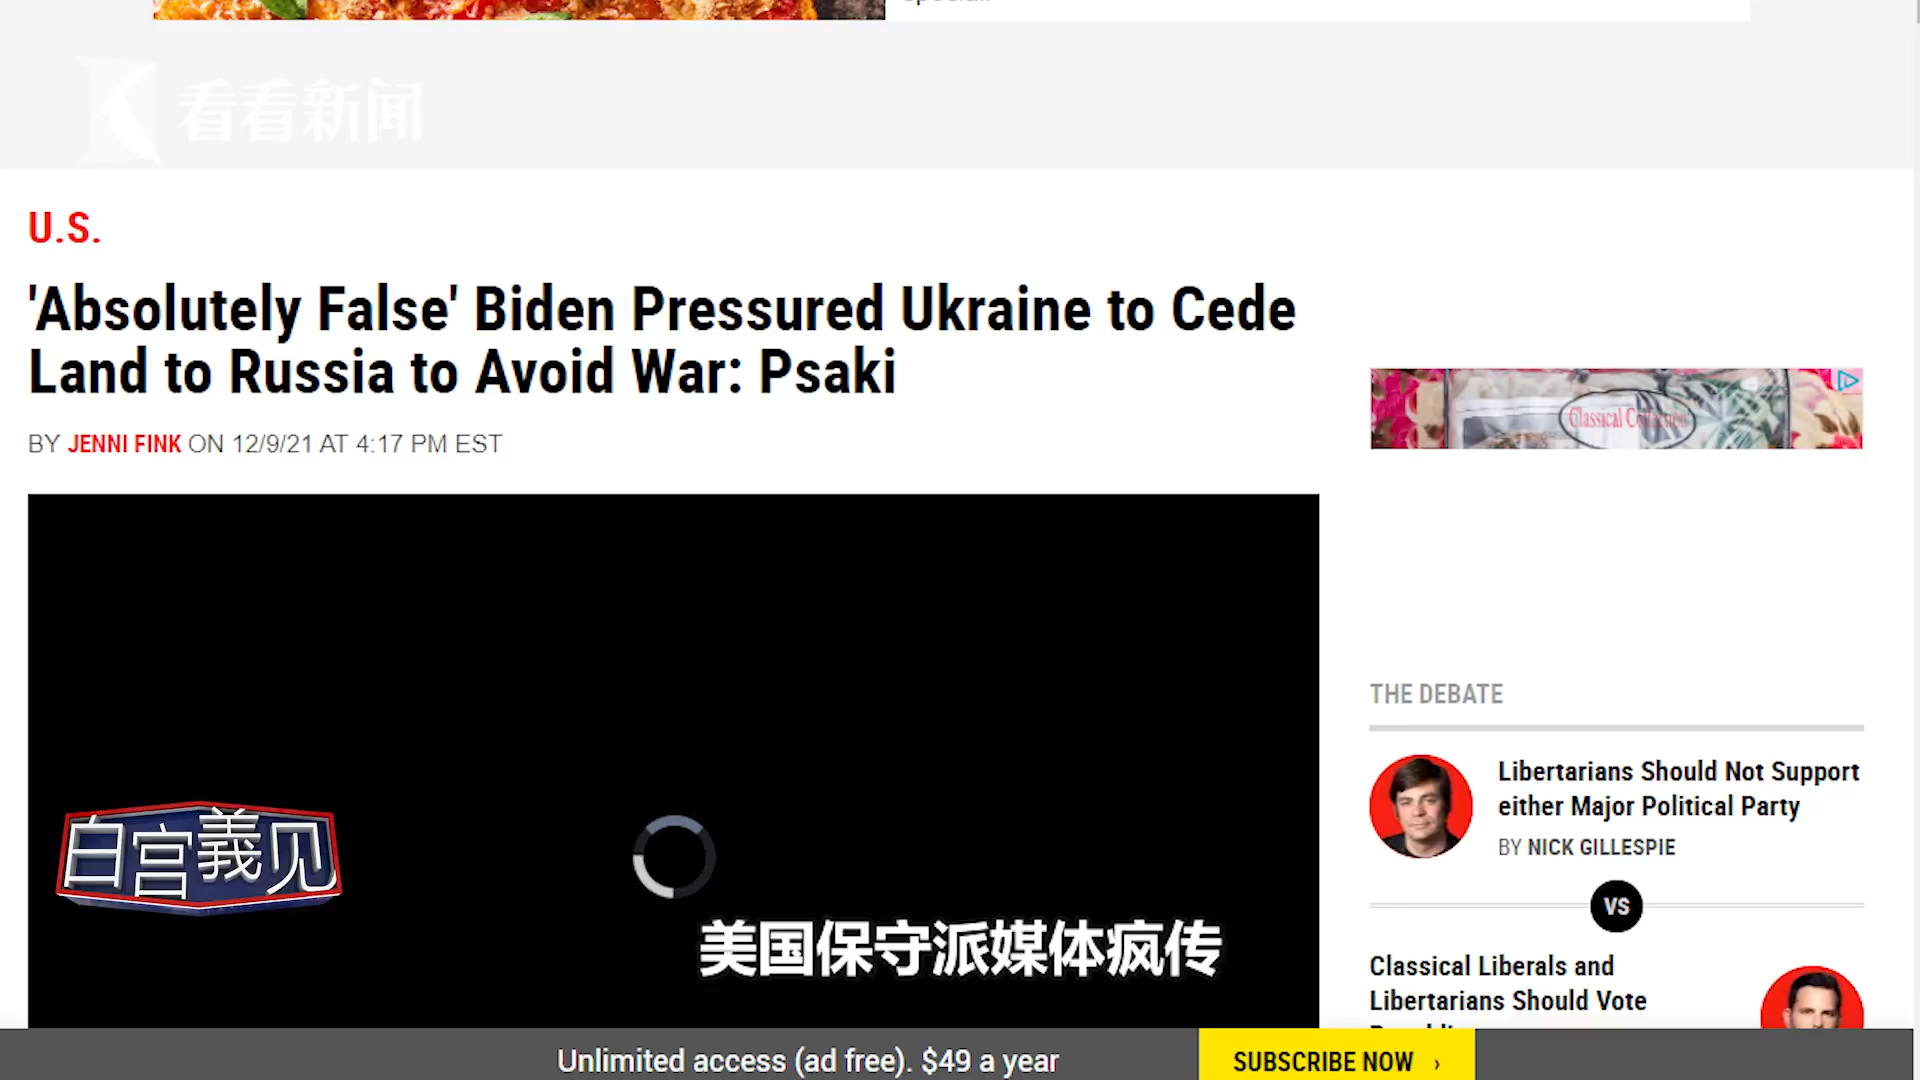 看看新闻
U.S.
'Absolutely False' Biden Pressured Ukraine to Cede
Land to Russia to Avoid War: Psaki
BY JENNI FINK ON 12/9/21 AT 4:17 PM EST
Classical Collection
THE DEBATE
Libertarians Should Not Support
either Major Political Party
BY NICK GILLESPIE
VS
Classical Liberals and
Libertarians Should Vote
白宫義见
美国保守派媒体疯传
Unlimited access (ad free). $49 a year
SUBSCRIBE NOW ›